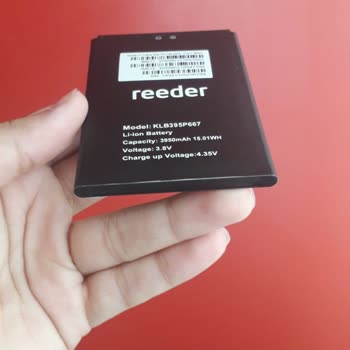 reeder
Model: KLB395P667
Li-ion Battery
Capacity: 3950mAh 15.01WH
Voltage: 3.8V
Charge up Voltage:4.35V